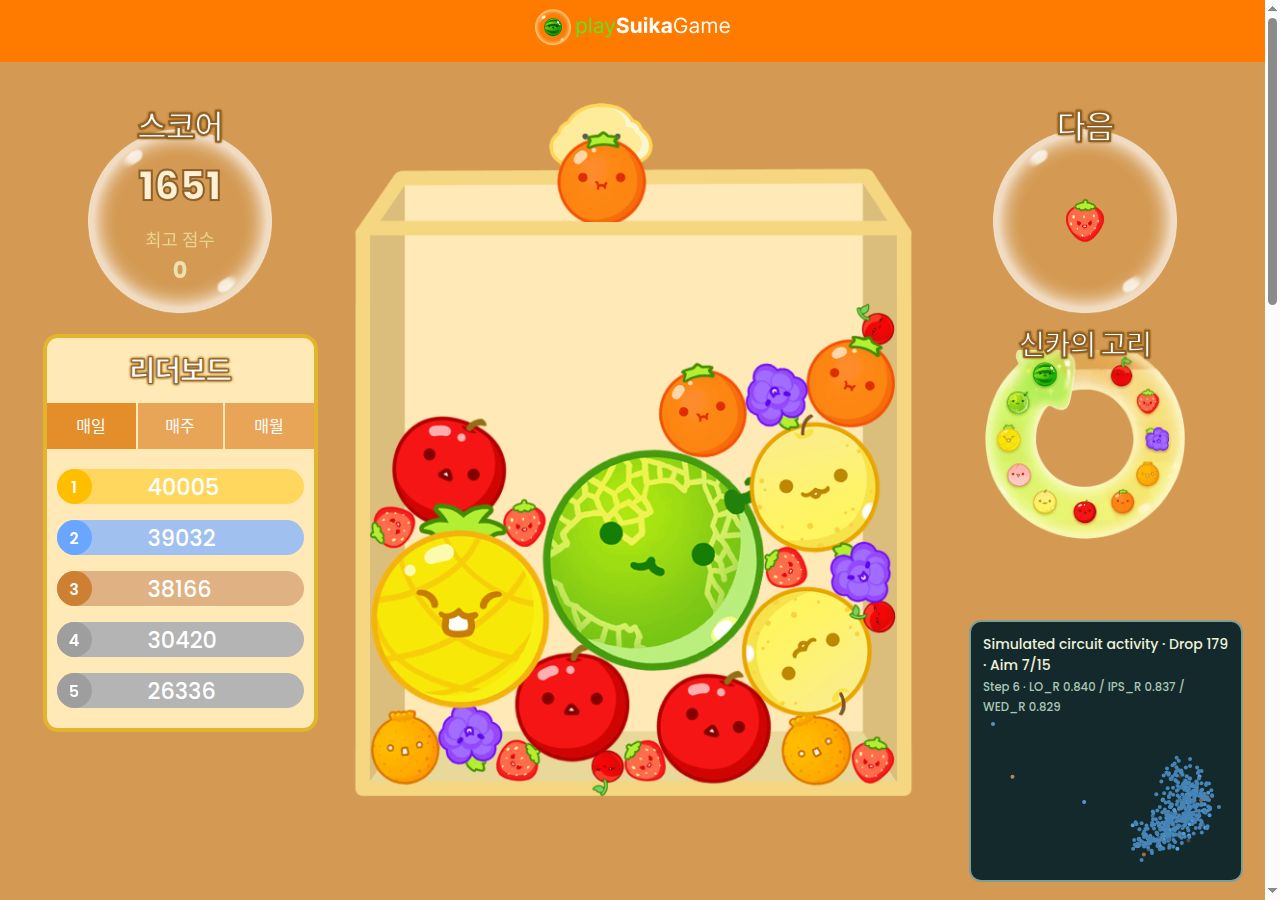 playSuikaGame
스코어
1651
최고 점수
0
리더보드
매일 매주 매월
1 40005
2 39032
3 38166
4 30420
5 26336
다음
신카의 고리
Simulated circuit activity · Drop 179
· Aim 7/15
Step 6 · LO_R 0.840 / IPS_R 0.837 /
WED_R 0.829